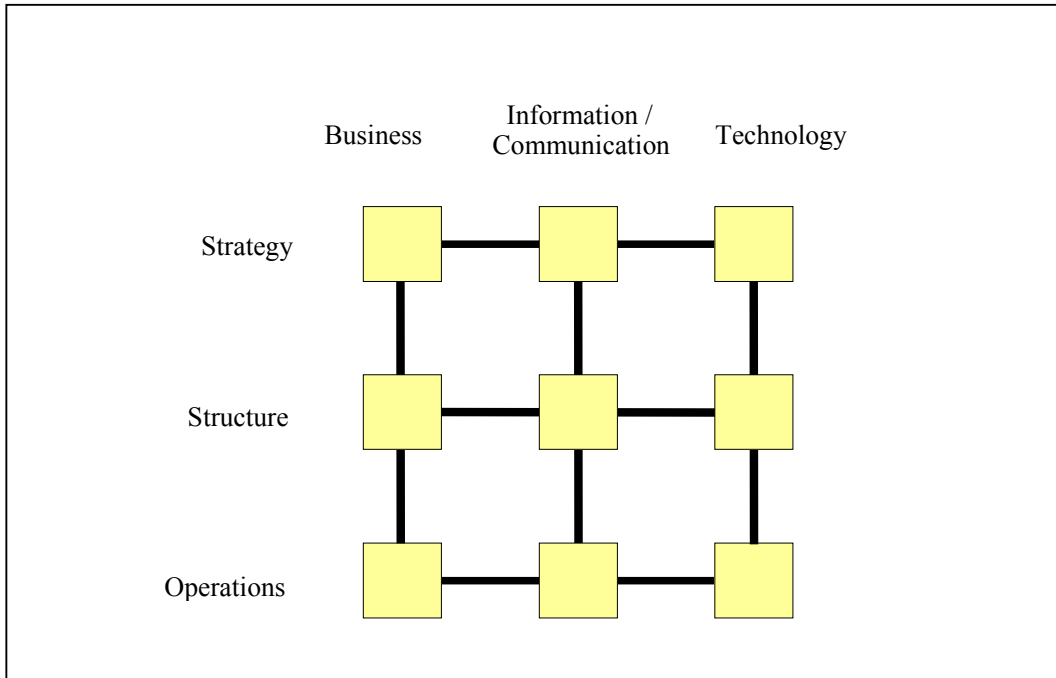 Business
Information /
Communication
Technology
Strategy
Structure
Operations